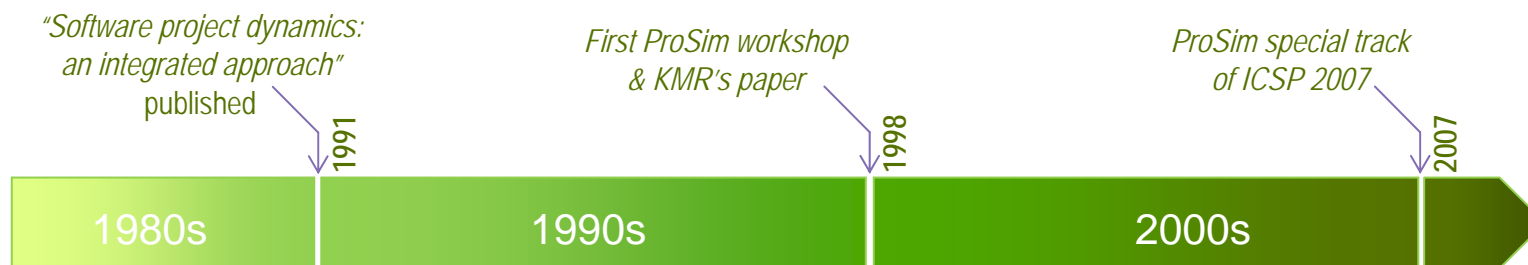 “Software project dynamics:
an integrated approach”
published
First ProSim workshop
& KMR’s paper
ProSim special track
of ICSP 2007
1991
1998
2007
1980s
1990s
2000s